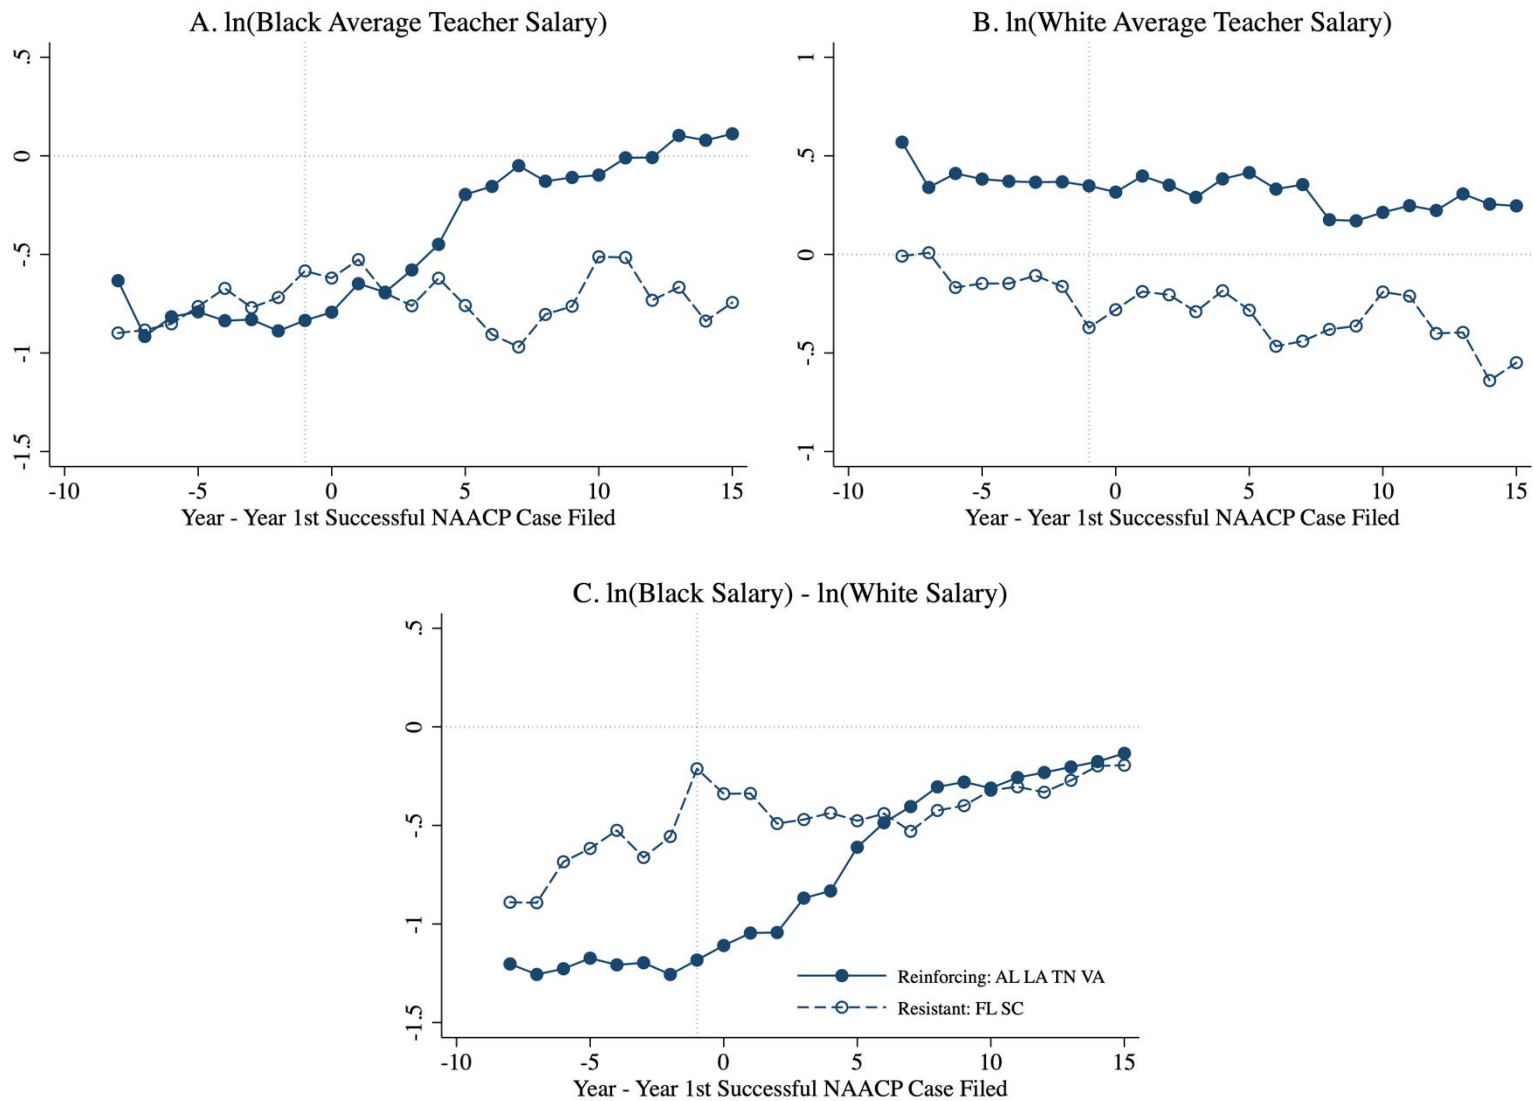 A. ln(Black Average Teacher Salary)
.5
0
-.5
-1
-1.5
-10 -5 0 5 10 15
Year - Year 1st Successful NAACP Case Filed
B. ln(White Average Teacher Salary)
1
.5
0
-.5
-1
-10 -5 0 5 10 15
Year - Year 1st Successful NAACP Case Filed
C. ln(Black Salary) - ln(White Salary)
.5
0
-.5
-1
-1.5
Reinforcing: AL LA TN VA
Resistant: FL SC
-10 -5 0 5 10 15
Year - Year 1st Successful NAACP Case Filed